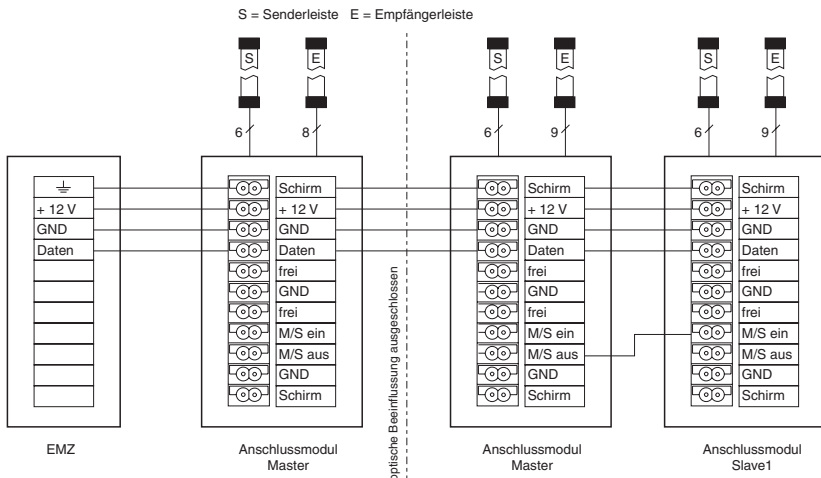 S = Senderleiste E = Empfängerleiste
S
E
S
E
S
E
6
8
6
9
6
9
+ 12 V
GND
Daten
Schirm
+ 12 V
GND
Daten
frei
GND
frei
M/S ein
M/S aus
GND
Schirm
optische Beeinflussung ausgeschlossen
Schirm
+ 12 V
GND
Daten
frei
GND
frei
M/S ein
M/S aus
GND
Schirm
Schirm
+ 12 V
GND
Daten
frei
GND
frei
M/S ein
M/S aus
GND
Schirm
EMZ
Anschlussmodul
Master
Anschlussmodul
Master
Anschlussmodul
Slave1